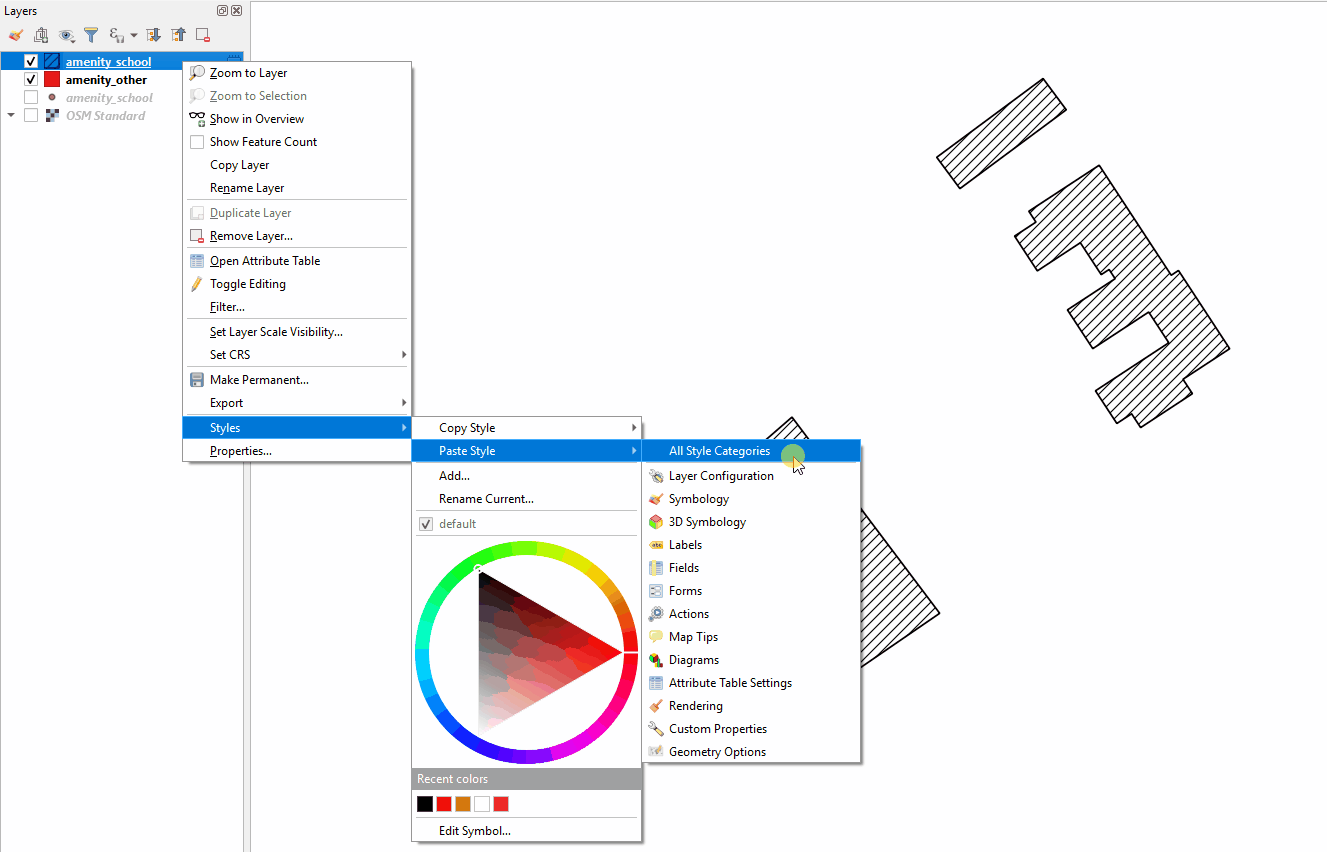 Layers
amenity_school
amenity_other
amenity_school
OSM Standard
Zoom to Layer
Zoom to Selection
Show in Overview
Show Feature Count
Copy Layer
Rename Layer
Duplicate Layer
Remove Layer...
Open Attribute Table
Toggle Editing
Filter...
Set Layer Scale Visibility...
Set CRS
Make Permanent...
Export
Styles
Properties...
Copy Style
Paste Style
Add...
Rename Current...
default
Recent colors
Edit Symbol...
All Style Categories
Layer Configuration
Symbology
3D Symbology
abc Labels
Fields
Forms
Actions
Map Tips
Diagrams
Attribute Table Settings
Rendering
Custom Properties
Geometry Options